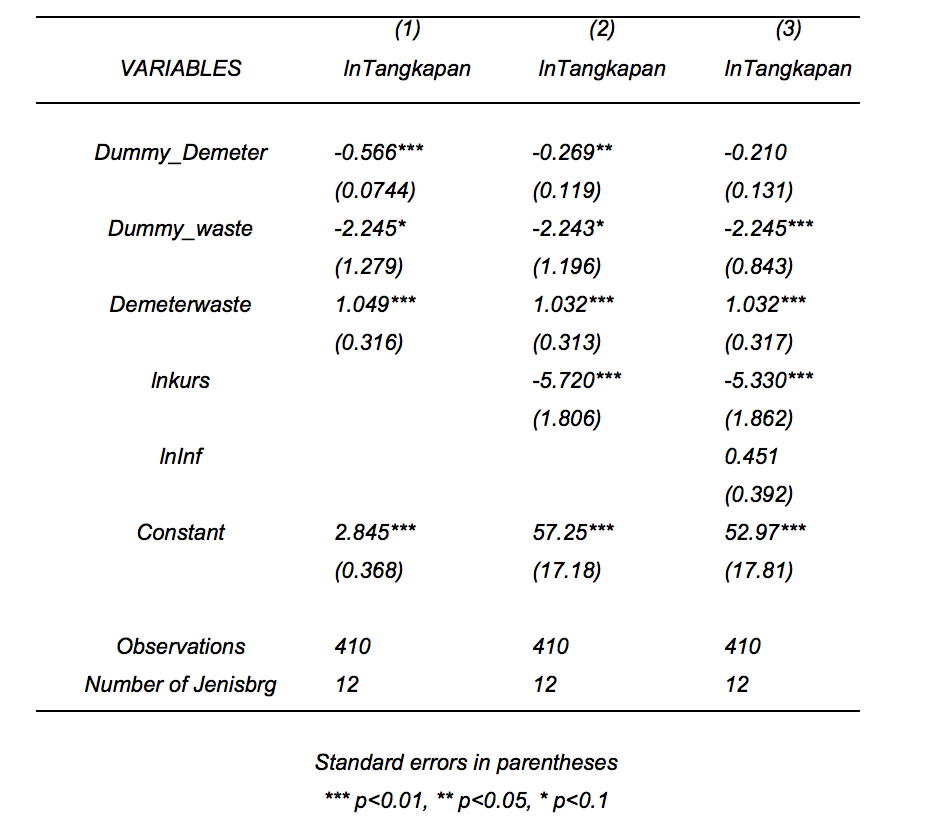 (1) (2) (3)
VARIABLES lnTangkapan lnTangkapan lnTangkapan
Dummy_Demeter -0.566*** -0.269** -0.210
(0.0744) (0.119) (0.131)
Dummy_waste -2.245* -2.243* -2.245***
(1.279) (1.196) (0.843)
Demeterwaste 1.049*** 1.032*** 1.032***
(0.316) (0.313) (0.317)
lnkurs -5.720*** -5.330***
(1.806) (1.862)
lnInf 0.451
(0.392)
Constant 2.845*** 57.25*** 52.97***
(0.368) (17.18) (17.81)
Observations 410 410 410
Number of Jenisbrg 12 12 12
Standard errors in parentheses
*** p<0.01, ** p<0.05, * p<0.1